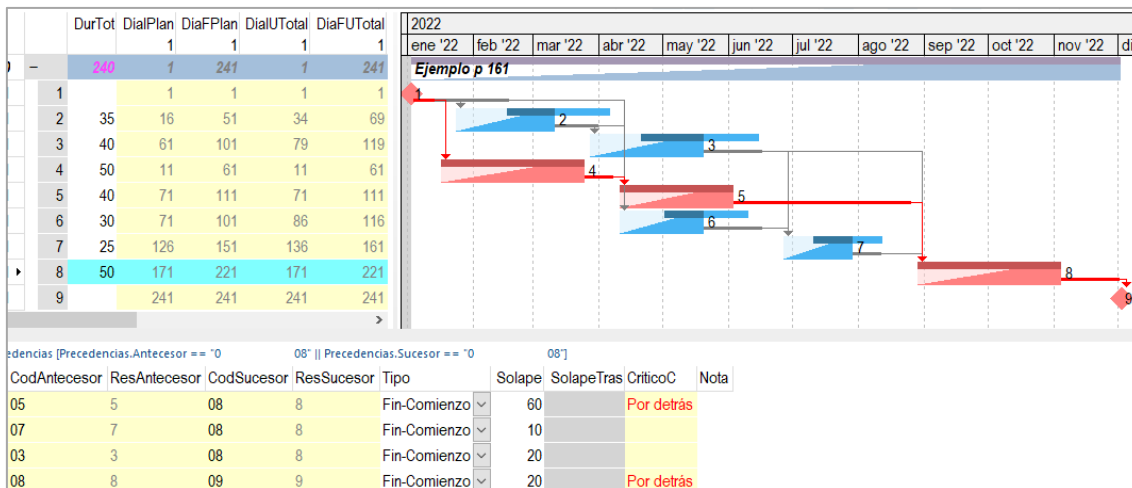 DurTot DiaIPlan DiaFPlan DiaIUTotal DiaFUTotal 2022
1 1 1 1 ene '22 feb '22 mar '22 abr '22 may '22 jun '22 jul '22 ago '22 sep '22 oct '22 nov '22 di
− 240 1 241 1 241 Ejemplo p 161
1 1 1 1 1 1
2 35 16 51 34 69 2
3 40 61 101 79 119 3
4 50 11 61 11 61 4
5 40 71 111 71 111 5
6 30 71 101 86 116 6
7 25 126 151 136 161 7
8 50 171 221 171 221 8
9 241 241 241 241 9
edencias [Precedencias.Antecesor == "0 08" || Precedencias.Sucesor == "0 08"]
CodAntecesor ResAntecesor CodSucesor ResSucesor Tipo Solape SolapeTras CriticoC Nota
05 5 08 8 Fin-Comienzo 60 Por detrás
07 7 08 8 Fin-Comienzo 10
03 3 08 8 Fin-Comienzo 20
08 8 09 9 Fin-Comienzo 20 Por detrás